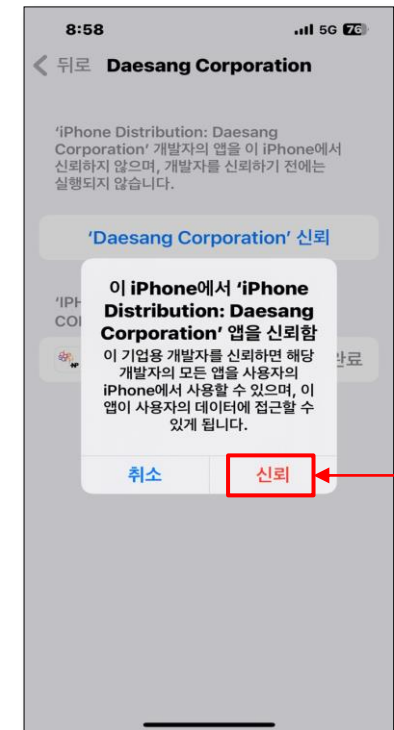 8:58
5G 76
뒤로 Daesang Corporation
‘iPhone Distribution: Daesang
Corporation’ 개발자의 앱을 이 iPhone에서
신뢰하지 않으며, 개발자를 신뢰하기 전에는
실행되지 않습니다.
‘Daesang Corporation’ 신뢰
이 iPhone에서 ‘iPhone
Distribution: Daesang
Corporation’ 앱을 신뢰함
이 기업용 개발자를 신뢰하면 해당
개발자의 모든 앱을 사용자의
iPhone에서 사용할 수 있으며, 이
앱이 사용자의 데이터에 접근할 수
있게 됩니다.
취소
신뢰
‘IPH
완료